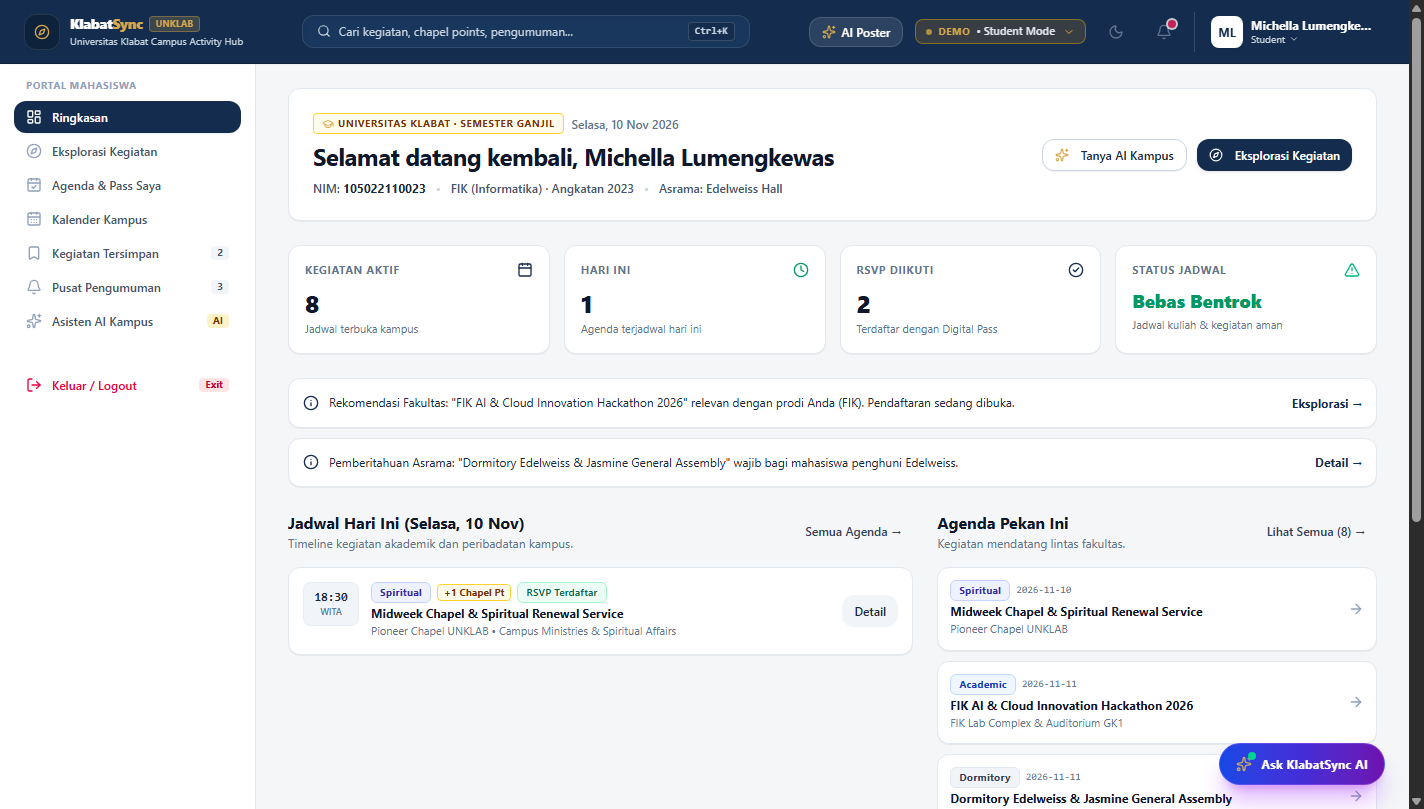 KlabatSync UNKLAB
Universitas Klabat Campus Activity Hub
Cari kegiatan, chapel points, pengumuman... Ctrl+K
AI Poster
DEMO • Student Mode
ML
Michella Lumengke...
Student
PORTAL MAHASISWA
Ringkasan
Eksplorasi Kegiatan
Agenda & Pass Saya
Kalender Kampus
Kegiatan Tersimpan 2
Pusat Pengumuman 3
Asisten AI Kampus AI
Keluar / Logout Exit
UNIVERSITAS KLABAT • SEMESTER GANJIL Selasa, 10 Nov 2026
Selamat datang kembali, Michella Lumengkewas
NIM: 105022110023 • FIK (Informatika) · Angkatan 2023 • Asrama: Edelweiss Hall
Tanya AI Kampus
Eksplorasi Kegiatan
KEGIATAN AKTIF
8
Jadwal terbuka kampus
HARI INI
1
Agenda terjadwal hari ini
RSVP DIIKUTI
2
Terdaftar dengan Digital Pass
STATUS JADWAL
Bebas Bentrok
Jadwal kuliah & kegiatan aman
Rekomendasi Fakultas: "FIK AI & Cloud Innovation Hackathon 2026" relevan dengan prodi Anda (FIK). Pendaftaran sedang dibuka. Eksplorasi →
Pemberitahuan Asrama: "Dormitory Edelweiss & Jasmine General Assembly" wajib bagi mahasiswa penghuni Edelweiss. Detail →
Jadwal Hari Ini (Selasa, 10 Nov)
Timeline kegiatan akademik dan peribadatan kampus.
Semua Agenda →
18:30
WITA
Spiritual +1 Chapel Pt RSVP Terdaftar
Midweek Chapel & Spiritual Renewal Service
Pioneer Chapel UNKLAB • Campus Ministries & Spiritual Affairs
Detail
Agenda Pekan Ini
Kegiatan mendatang lintas fakultas.
Lihat Semua (8) →
Spiritual 2026-11-10
Midweek Chapel & Spiritual Renewal Service
Pioneer Chapel UNKLAB
Academic 2026-11-11
FIK AI & Cloud Innovation Hackathon 2026
FIK Lab Complex & Auditorium GK1
Dormitory 2026-11-11
Dormitory Edelweiss & Jasmine General Assembly
Ask KlabatSync AI